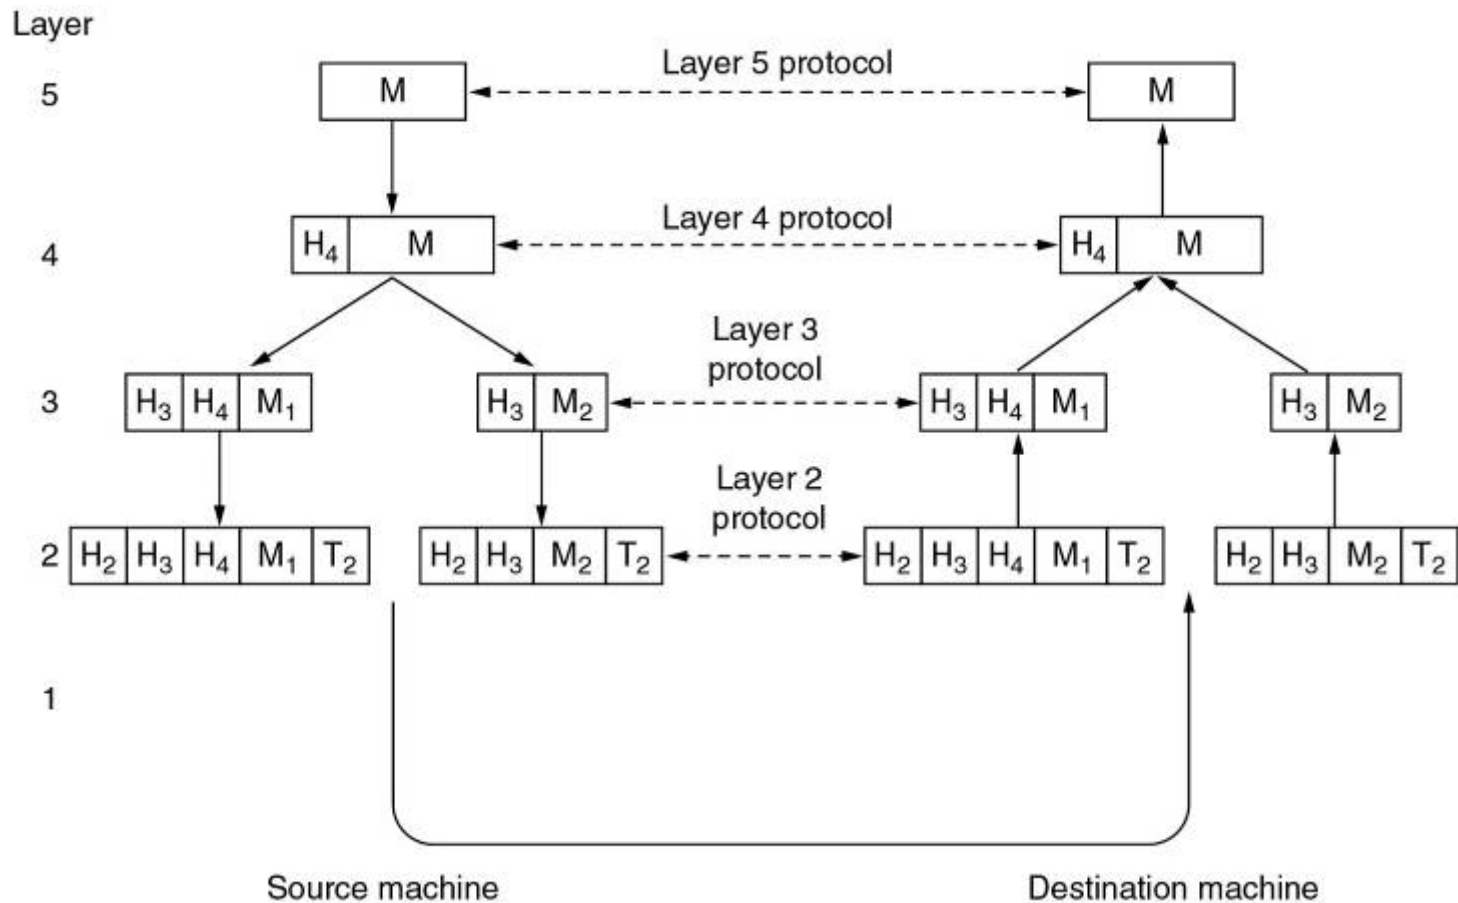 Layer
5 M Layer 5 protocol M
4 H₄ M Layer 4 protocol H₄ M
Layer 3
protocol
3 H₃ H₄ M₁ H₃ M₂ H₃ H₄ M₁ H₃ M₂
Layer 2
protocol
2 H₂ H₃ H₄ M₁ T₂ H₂ H₃ M₂ T₂ H₂ H₃ H₄ M₁ T₂ H₂ H₃ M₂ T₂
1
Source machine Destination machine